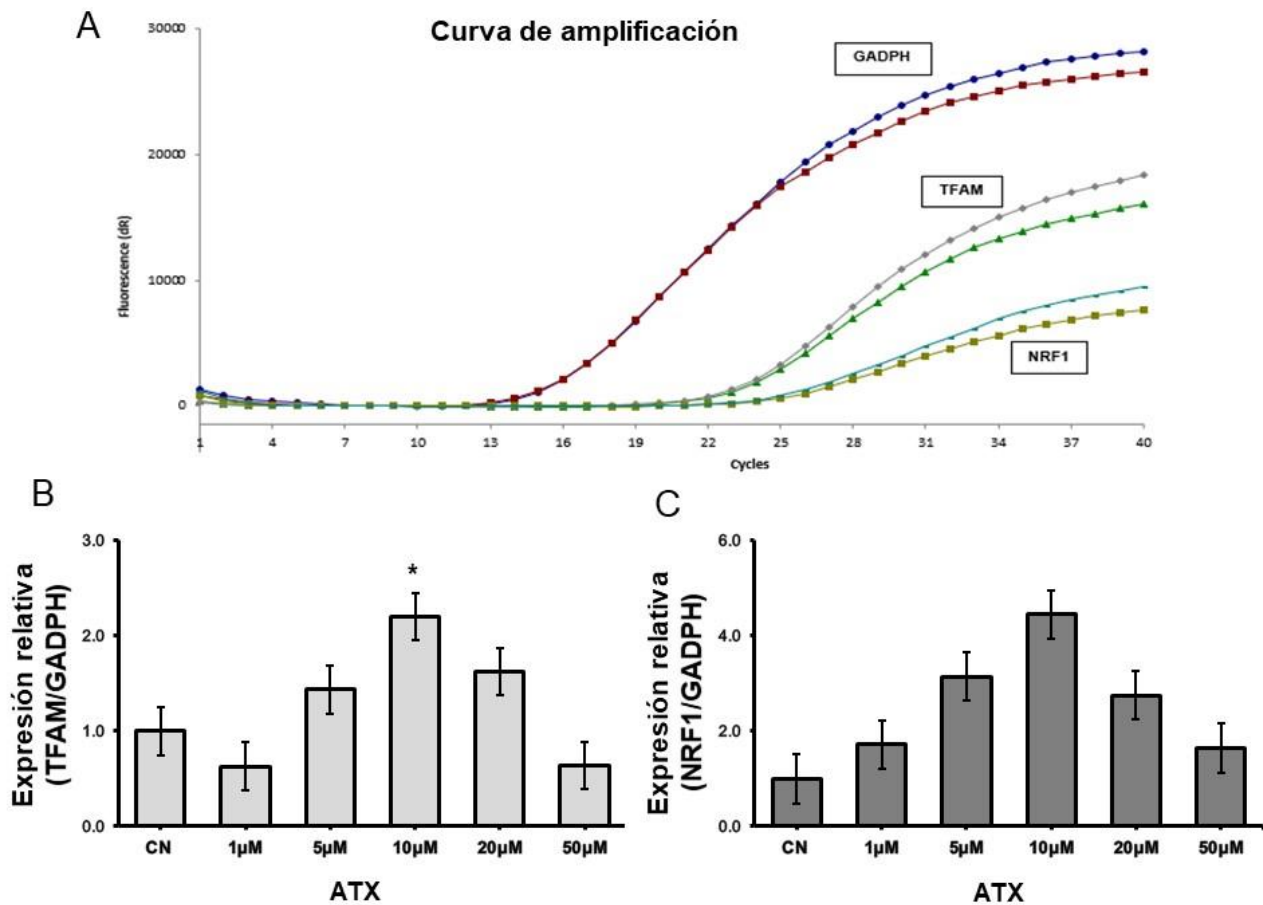 A
Curva de amplificación
30000
GADPH
20000
TFAM
Fluorescence (dR)
10000
NRF1
0
1 4 7 10 13 16 19 22 25 28 31 34 37 40
Cycles
B
Expresión relativa
(TFAM/GADPH)
3.0
*
2.0
1.0
0.0
CN 1µM 5µM 10µM 20µM 50µM
ATX
C
Expresión relativa
(NRF1/GADPH)
6.0
4.0
2.0
0.0
CN 1µM 5µM 10µM 20µM 50µM
ATX